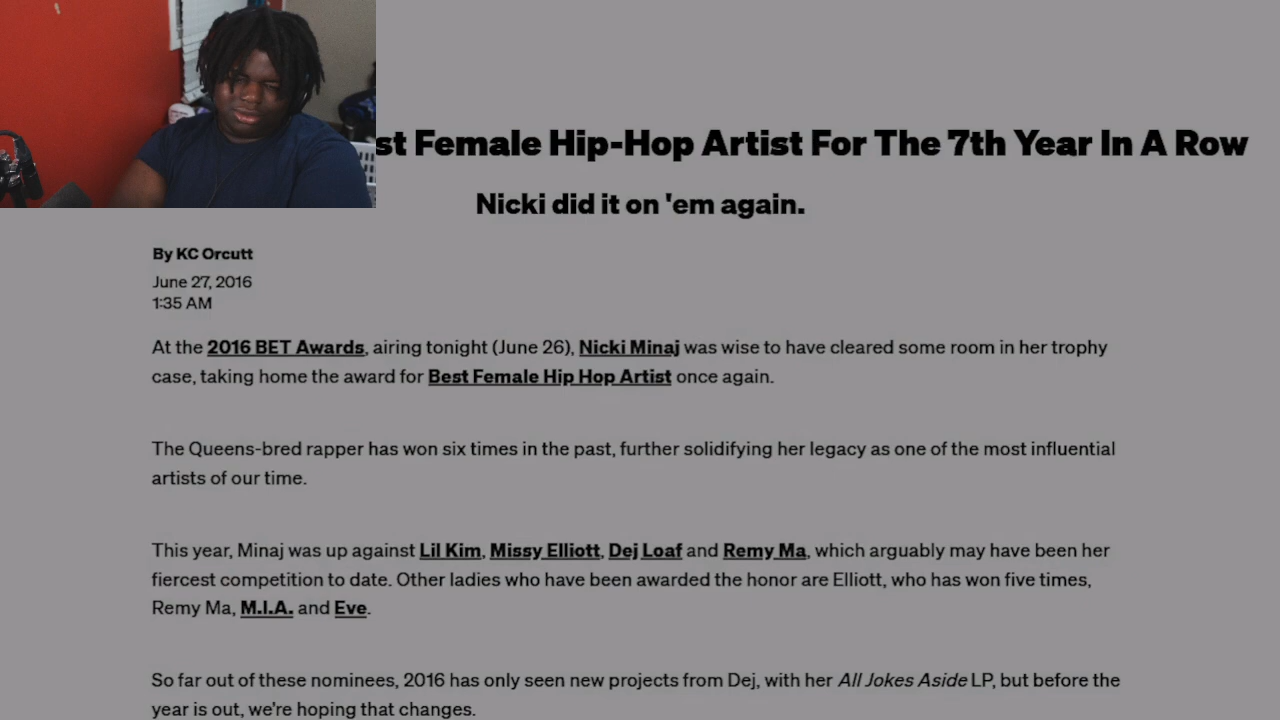 st Female Hip-Hop Artist For The 7th Year In A Row
Nicki did it on 'em again.
By KC Orcutt
June 27, 2016
1:35 AM
At the 2016 BET Awards, airing tonight (June 26), Nicki Minaj was wise to have cleared some room in her trophy
case, taking home the award for Best Female Hip Hop Artist once again.
The Queens-bred rapper has won six times in the past, further solidifying her legacy as one of the most influential
artists of our time.
This year, Minaj was up against Lil Kim, Missy Elliott, Dej Loaf and Remy Ma, which arguably may have been her
fiercest competition to date. Other ladies who have been awarded the honor are Elliott, who has won five times,
Remy Ma, M.I.A. and Eve.
So far out of these nominees, 2016 has only seen new projects from Dej, with her All Jokes Aside LP, but before the
year is out, we're hoping that changes.